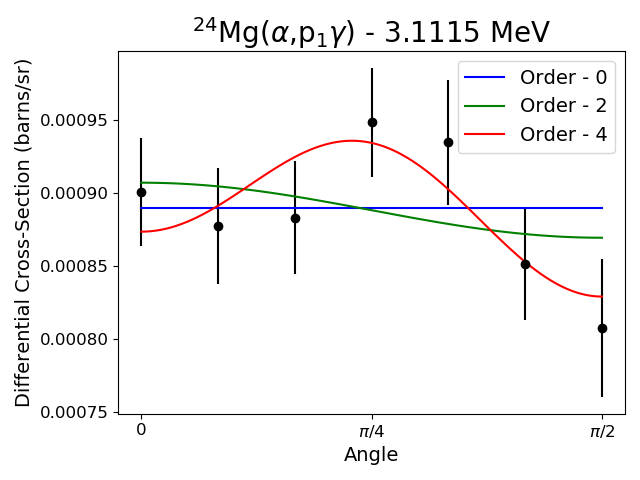 ²⁴Mg(α,p₁γ) - 3.1115 MeV
Differential Cross-Section (barns/sr)
Order - 0
Order - 2
Order - 4
0.00095
0.00090
0.00085
0.00080
0.00075
0
π/4
π/2
Angle